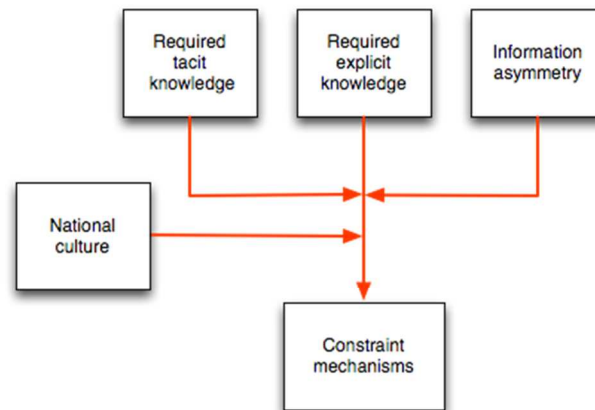 Required
tacit
knowledge
Required
explicit
knowledge
Information
asymmetry
National
culture
Constraint
mechanisms